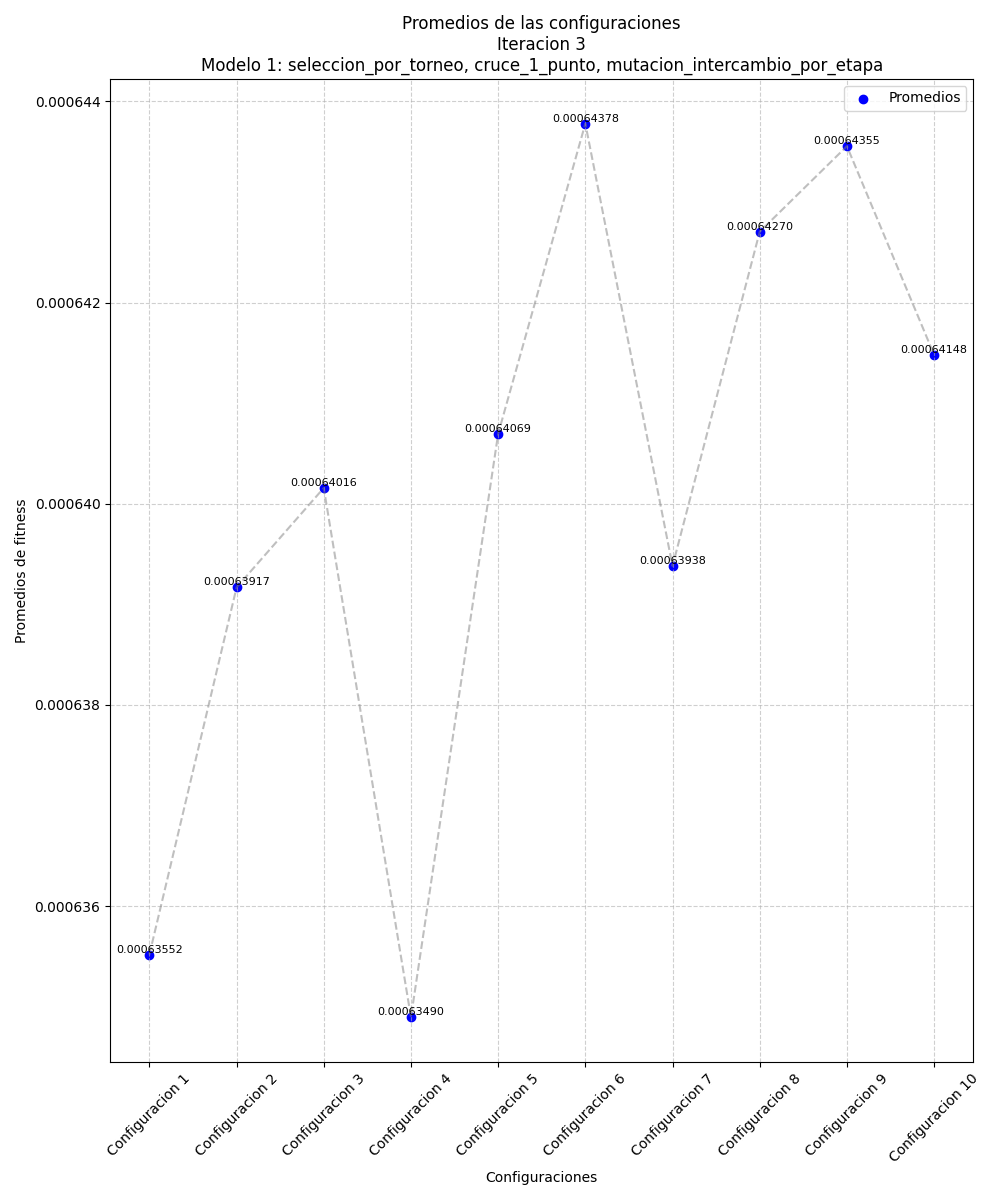 Promedios de las configuraciones
Iteracion 3
Modelo 1: seleccion_por_torneo, cruce_1_punto, mutacion_intercambio_por_etapa
Promedios
0.000644
0.000642
0.000640
0.000638
0.000636
Promedios de fitness
0.00063552
0.00063917
0.00064016
0.00063490
0.00064069
0.00064378
0.00063938
0.00064270
0.00064355
0.00064148
Configuracion 1
Configuracion 2
Configuracion 3
Configuracion 4
Configuracion 5
Configuracion 6
Configuracion 7
Configuracion 8
Configuracion 9
Configuracion 10
Configuraciones